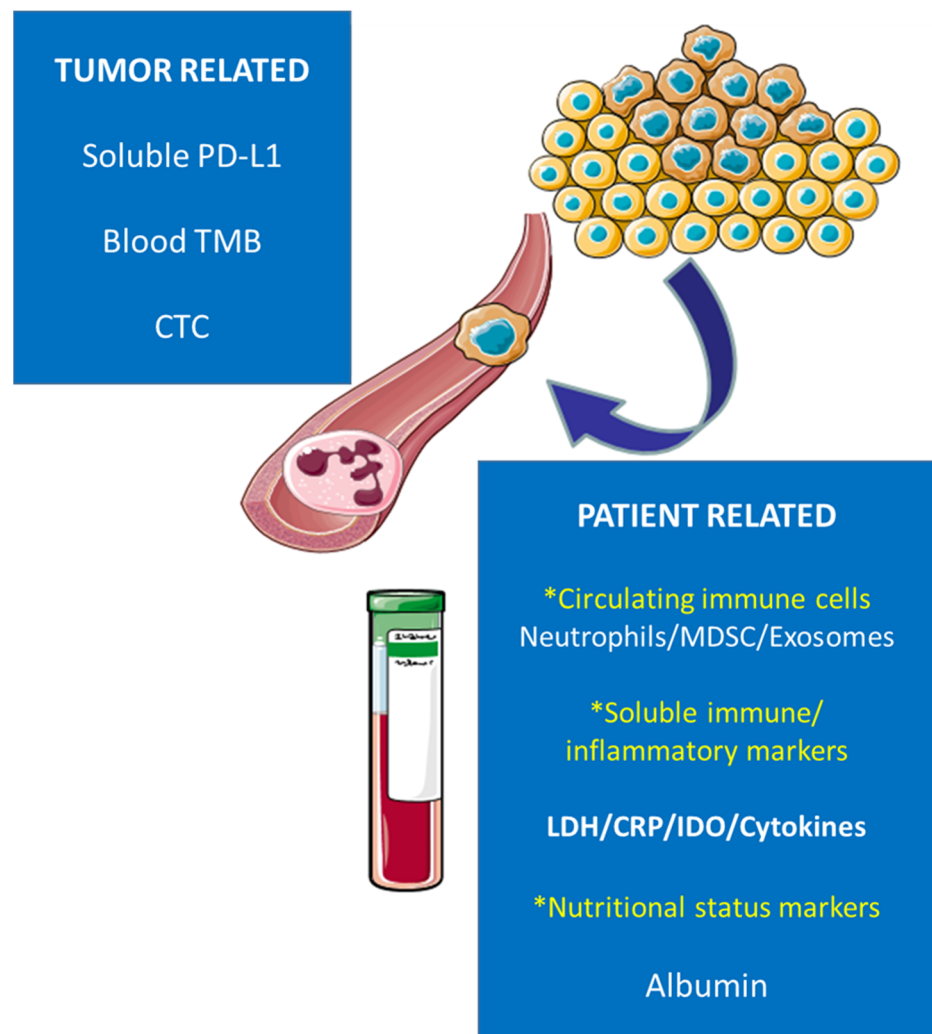 TUMOR RELATED
Soluble PD-L1
Blood TMB
CTC
PATIENT RELATED
*Circulating immune cells
Neutrophils/MDSC/Exosomes
*Soluble immune/
inflammatory markers
LDH/CRP/IDO/Cytokines
*Nutritional status markers
Albumin